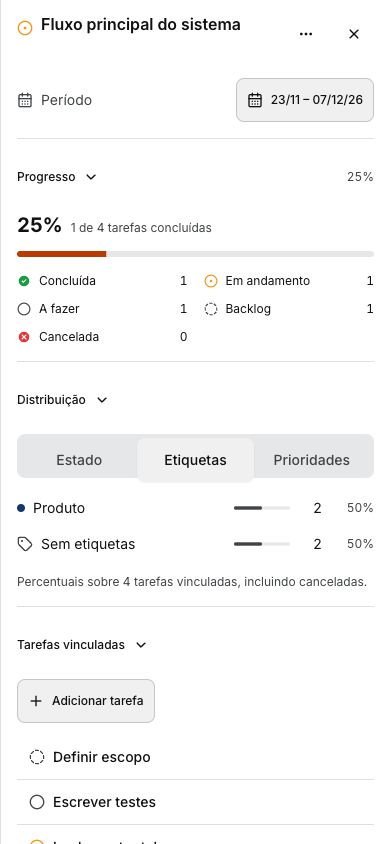 Fluxo principal do sistema
Período
23/11 – 07/12/26
Progresso
25%
25% 1 de 4 tarefas concluídas
Concluída 1
Em andamento 1
A fazer 1
Backlog 1
Cancelada 0
Distribuição
Estado
Etiquetas
Prioridades
Produto 2 50%
Sem etiquetas 2 50%
Percentuais sobre 4 tarefas vinculadas, incluindo canceladas.
Tarefas vinculadas
Adicionar tarefa
Definir escopo
Escrever testes